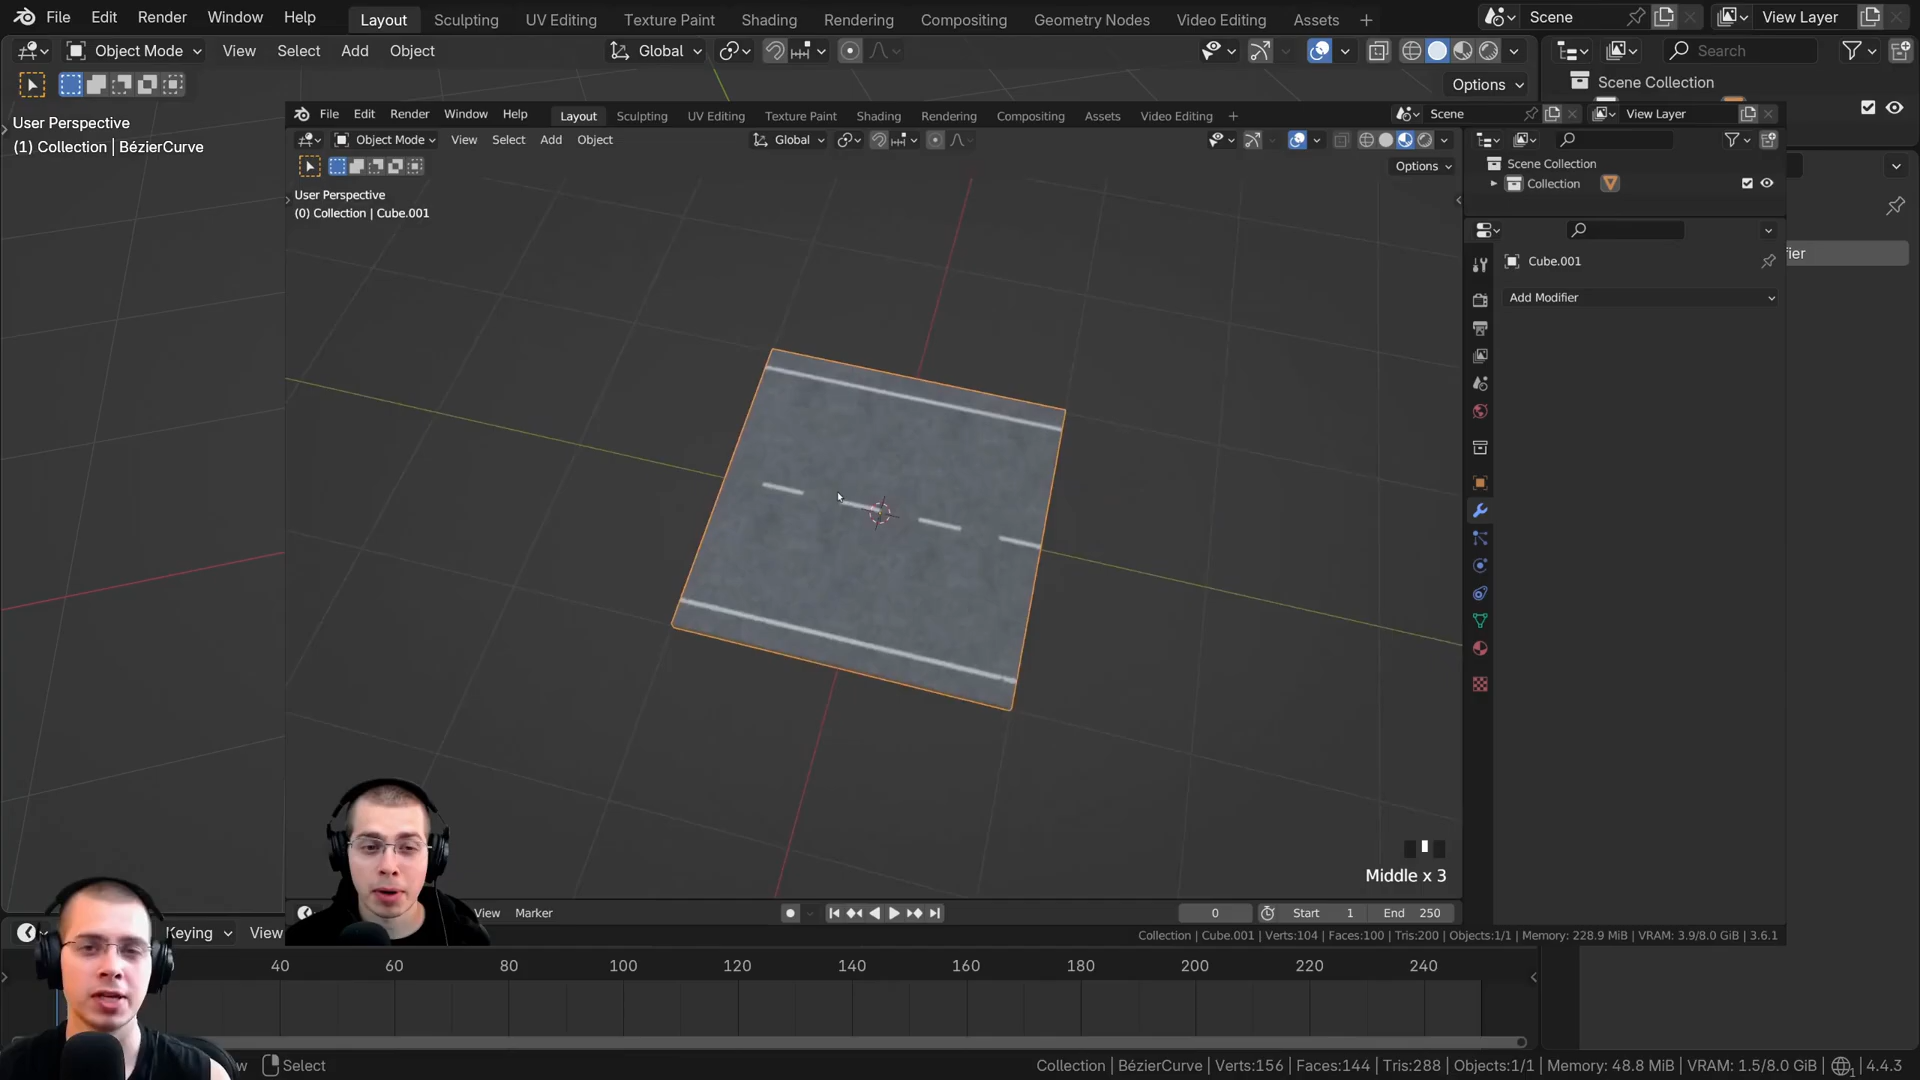 File Edit Render Window Help Layout Sculpting UV Editing Texture Paint Shading Rendering Compositing Geometry Nodes Video Editing Assets + Scene View Layer
Object Mode View Select Add Object Global Search
Options
Scene Collection
User Perspective
(1) Collection | BézierCurve
File Edit Render Window Help Layout Sculpting UV Editing Texture Paint Shading Rendering Compositing Assets Video Editing + Scene View Layer
Object Mode View Select Add Object Global
Options
Scene Collection
Collection
User Perspective
(0) Collection | Cube.001
Cube.001
Add Modifier
fier
Middle x 3
View Marker 0 Start 1 End 250
Collection | Cube.001 | Verts:104 | Faces:100 | Tris:200 | Objects:1/1 | Memory: 228.9 MiB | VRAM: 3.9/8.0 GiB | 3.6.1
Keying View
40 60 80 100 120 140 160 180 200 220 240
Select
Collection | BézierCurve | Verts:156 | Faces:144 | Tris:288 | Objects:1/1 | Memory: 48.8 MiB | VRAM: 1.5/8.0 GiB | 4.4.3